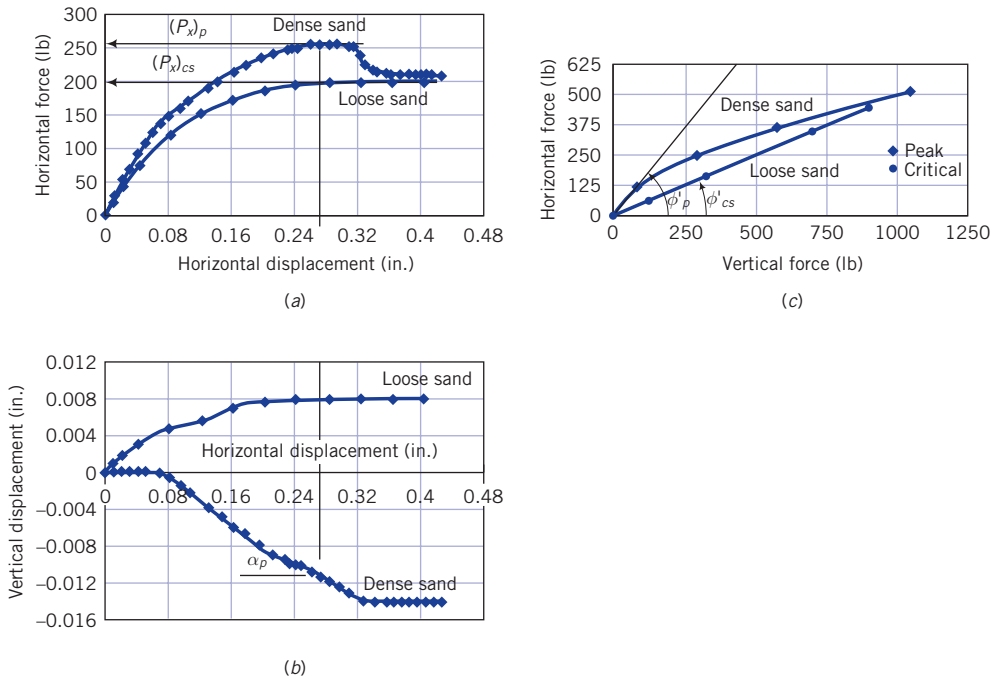 300
250
200
150
100
50
0
Horizontal force (lb)
(Px)p
(Px)cs
Dense sand
Loose sand
0 0.08 0.16 0.24 0.32 0.4 0.48
Horizontal displacement (in.)
(a)
625
500
375
250
125
0
Horizontal force (lb)
Dense sand
Loose sand
Peak
Critical
ϕ′p ϕ′cs
0 250 500 750 1000 1250
Vertical force (lb)
(c)
0.012
0.008
0.004
0
–0.004
–0.008
–0.012
–0.016
Vertical displacement (in.)
Loose sand
Horizontal displacement (in.)
0.08 0.16 0.24 0.32 0.4 0.48
αp
Dense sand
(b)